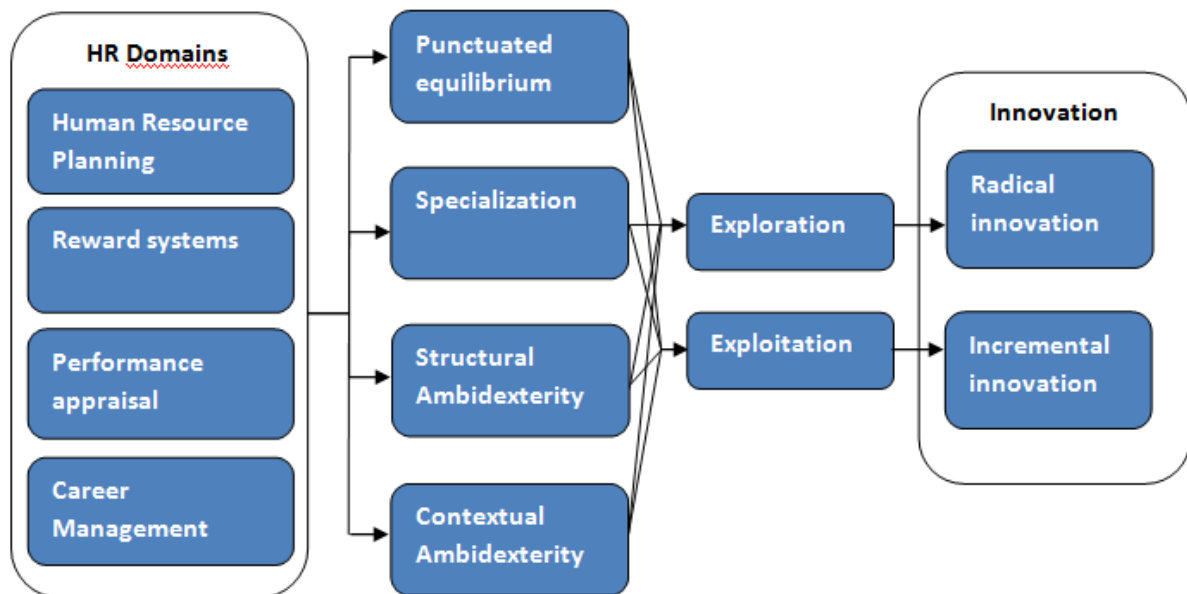 HR Domains
Human Resource
Planning
Reward systems
Performance
appraisal
Career
Management
Punctuated
equilibrium
Specialization
Structural
Ambidexterity
Contextual
Ambidexterity
Exploration
Exploitation
Innovation
Radical
innovation
Incremental
innovation